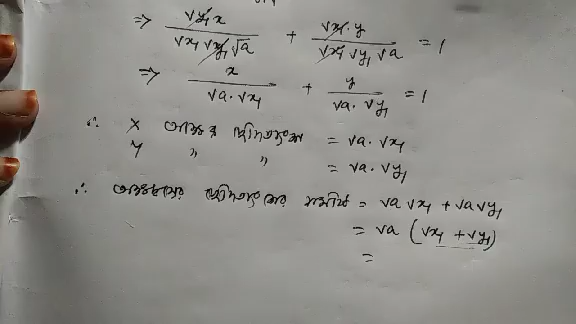 => √y₁ x / √x₁ √y₁ √a + √x₁ . y / √x₁ √y₁ √a = 1
=> x / √a . √x₁ + y / √a . √y₁ = 1
∴ X অক্ষের ছেদিতাংশ = √a . √x₁
Y " " = √a . √y₁
∴ অক্ষদ্বয়ের ছেদিতাংশের সমষ্টি = √a √x₁ + √a √y₁
= √a (√x₁ + √y₁)
=